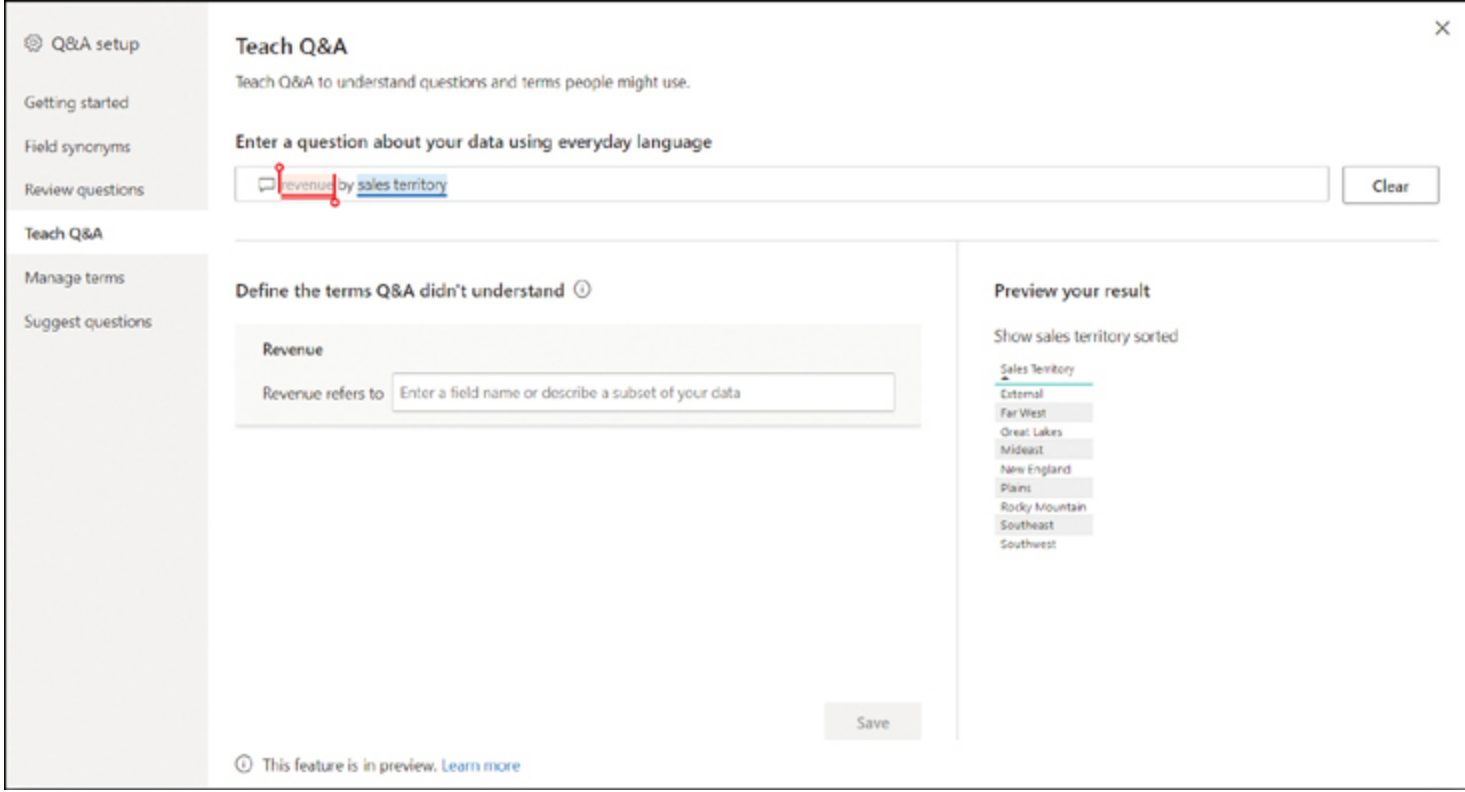 Q&A setup
Getting started
Field synonyms
Review questions
Teach Q&A
Manage terms
Suggest questions
Teach Q&A
Teach Q&A to understand questions and terms people might use.
Enter a question about your data using everyday language
revenue by sales territory
Clear
Define the terms Q&A didn't understand
Revenue
Revenue refers to Enter a field name or describe a subset of your data
Save
This feature is in preview. Learn more
Preview your result
Show sales territory sorted
Sales Territory
External
Far West
Great Lakes
Mideast
New England
Plains
Rocky Mountain
Southeast
Southwest